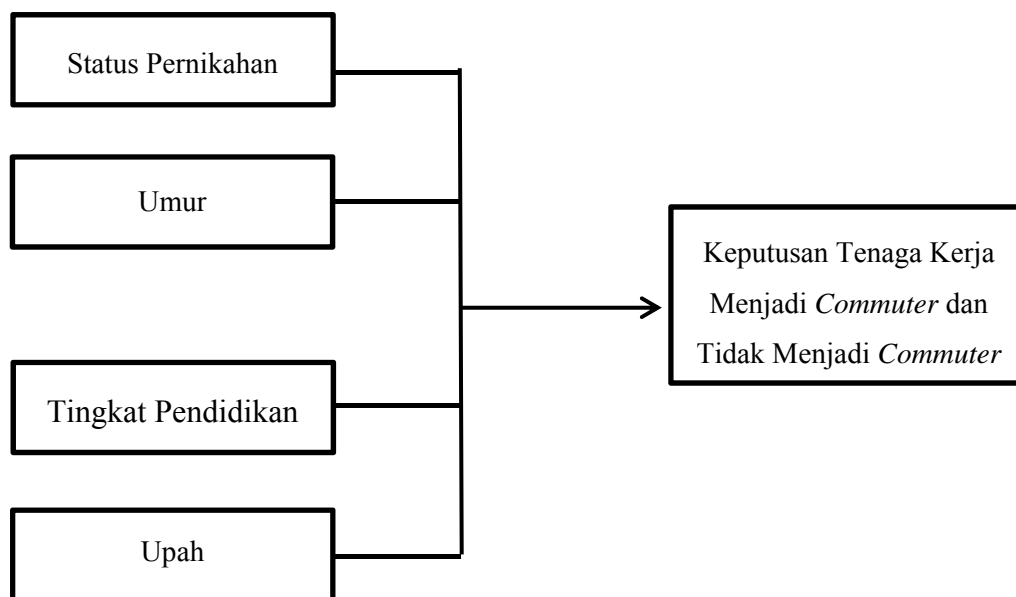 Status Pernikahan
Umur
Tingkat Pendidikan
Upah
Keputusan Tenaga Kerja
Menjadi Commuter dan
Tidak Menjadi Commuter